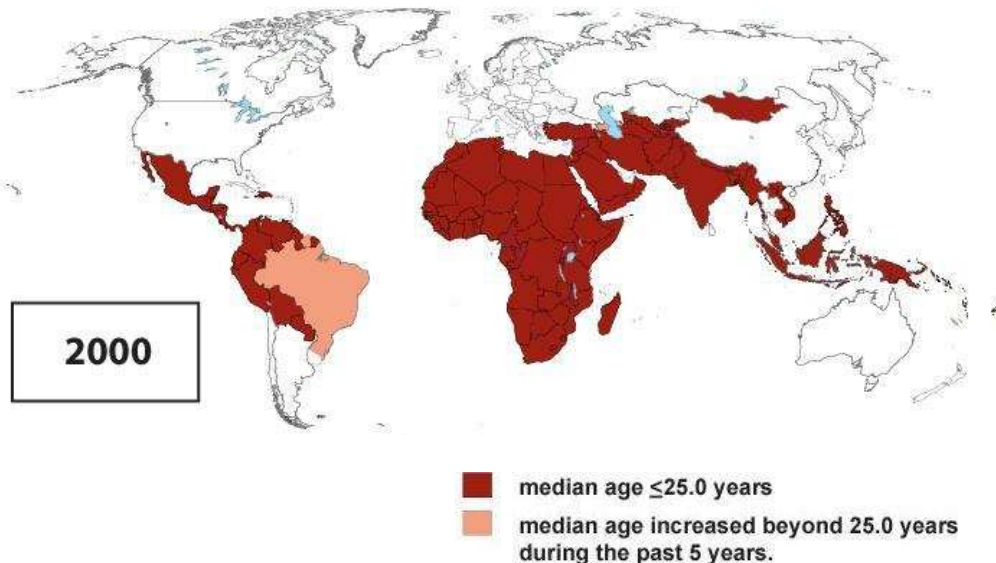 2000
median age ≤25.0 years
median age increased beyond 25.0 years
during the past 5 years.